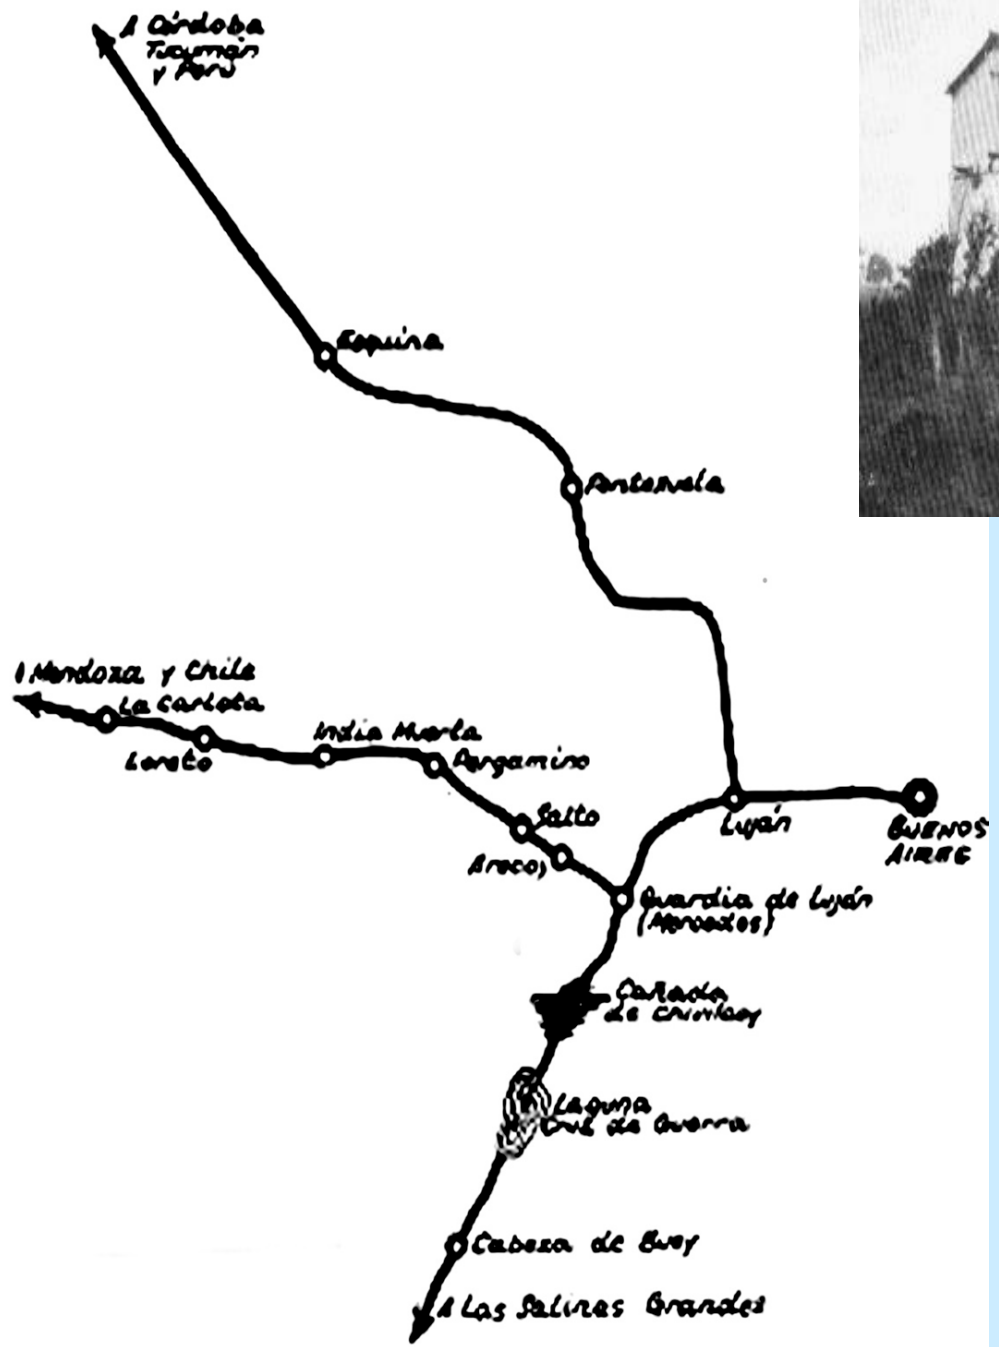 A Córdoba
Tucumán
y Perú
Esquina
Pontezuela
A Mendoza y Chile
La Carlota
Loreto
India Muerta
Pergamino
Salto
Areco
Luján
BUENOS
AIRES
Guardia de Luján
(Mercedes)
Cañada
de Chivilcoy
Laguna
Cruz de Guerra
Cabeza de Buey
A Las Salinas Grandes